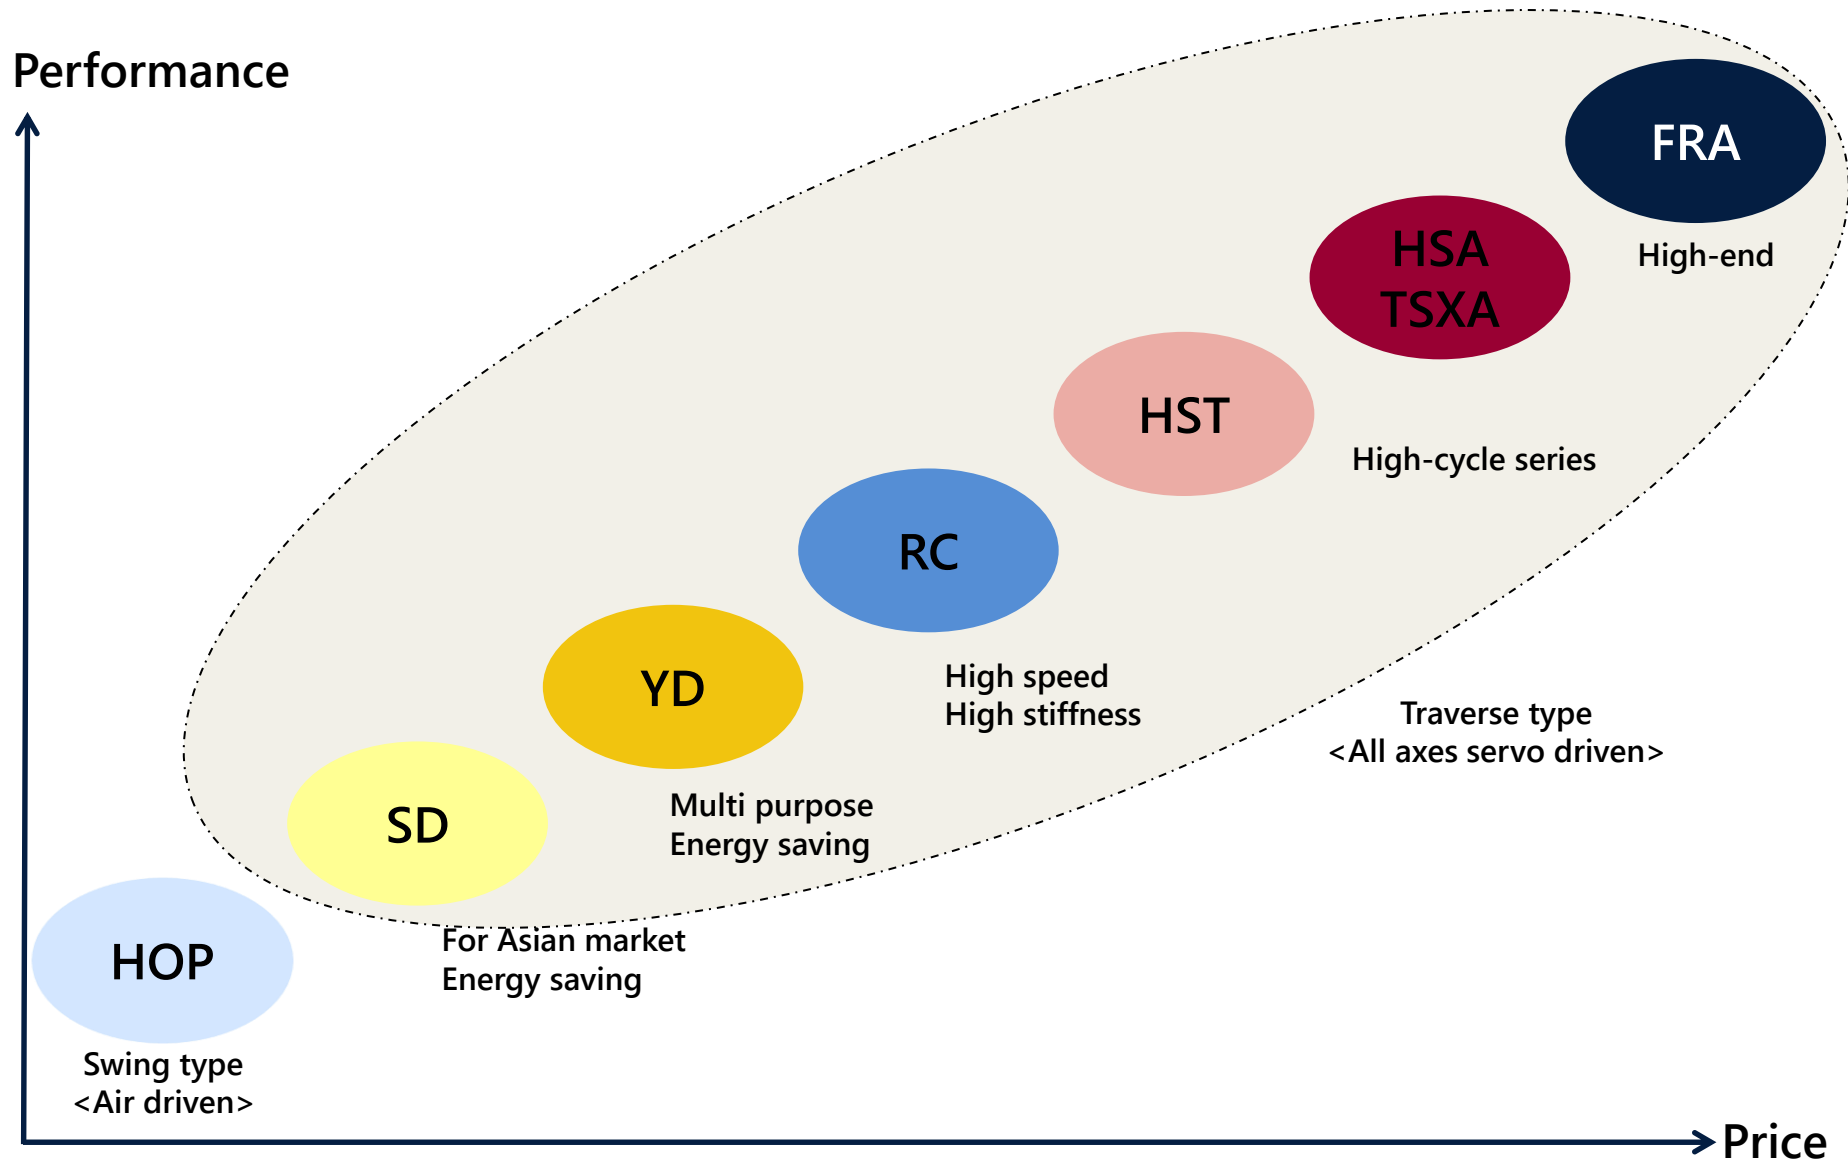 Performance
FRA
High-end
HSA
TSXA
HST
High-cycle series
RC
High speed
High stiffness
YD
Multi purpose
Energy saving
Traverse type
<All axes servo driven>
SD
For Asian market
Energy saving
HOP
Swing type
<Air driven>
Price